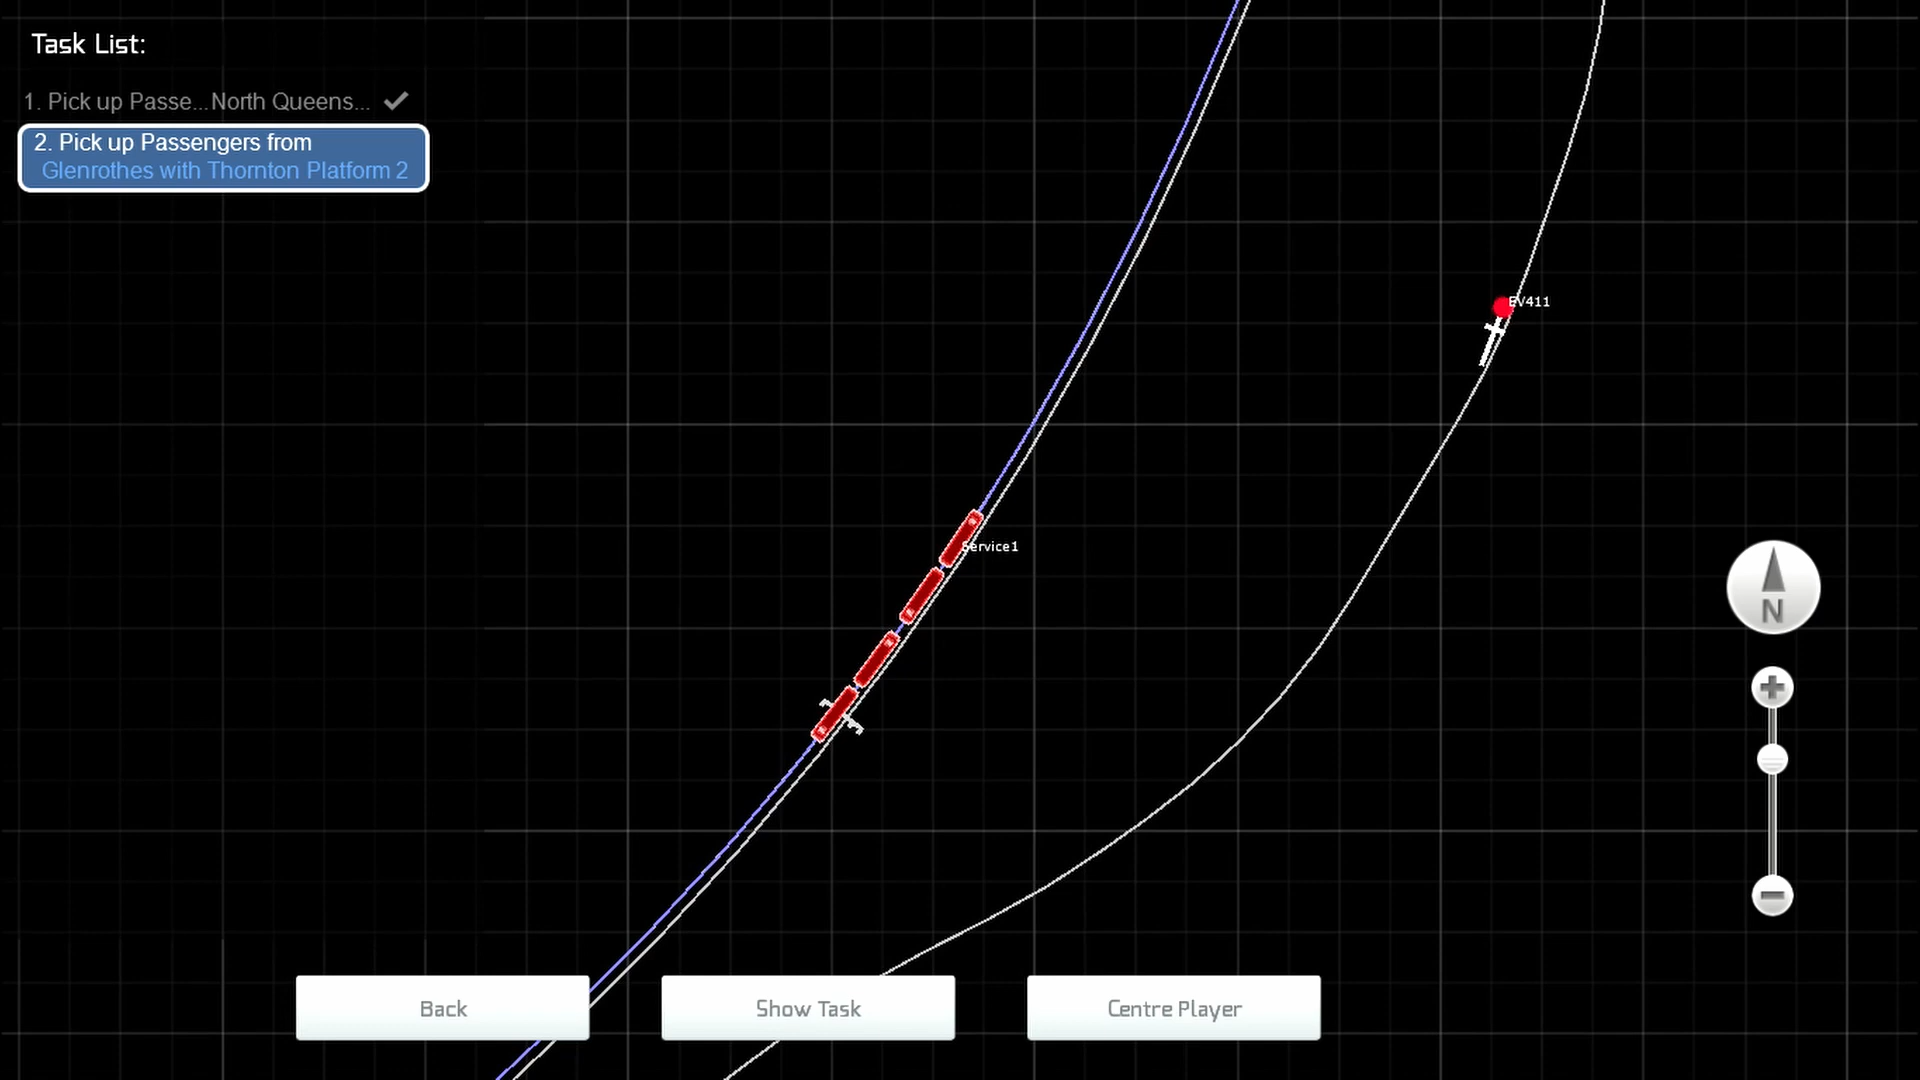 Task List:
1. Pick up Passe...North Queens...
2. Pick up Passengers from
Glenrothes with Thornton Platform 2
EV411
Service1
N
Back
Show Task
Centre Player